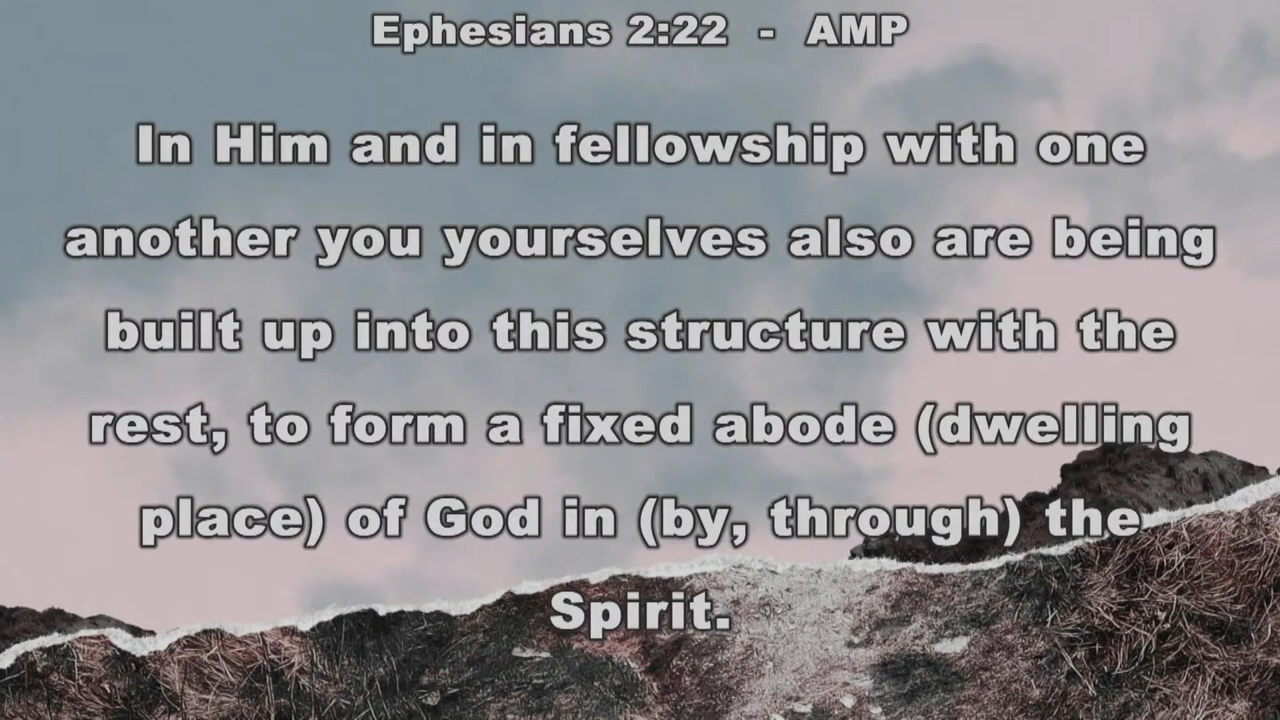 Ephesians 2:22 - AMP
In Him and in fellowship with one
another you yourselves also are being
built up into this structure with the
rest, to form a fixed abode (dwelling
place) of God in (by, through) the
Spirit.